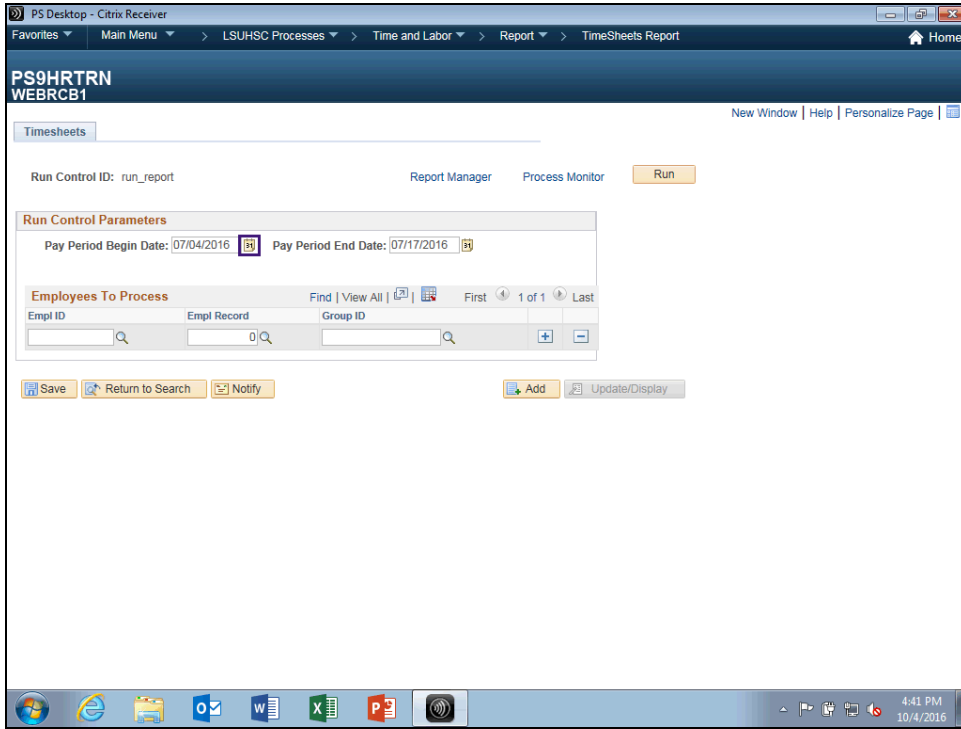 PS Desktop - Citrix Receiver
Favorites Main Menu > LSUHSC Processes > Time and Labor > Report > TimeSheets Report Home
PS9HRTRN
WEBRCB1
New Window | Help | Personalize Page |
Timesheets
Run Control ID: run_report Report Manager Process Monitor Run
Run Control Parameters
Pay Period Begin Date: 07/04/2016 31 Pay Period End Date: 07/17/2016 31
Employees To Process Find | View All | | First 1 of 1 Last
Empl ID Empl Record Group ID
0
Save Return to Search Notify Add Update/Display
4:41 PM
10/4/2016